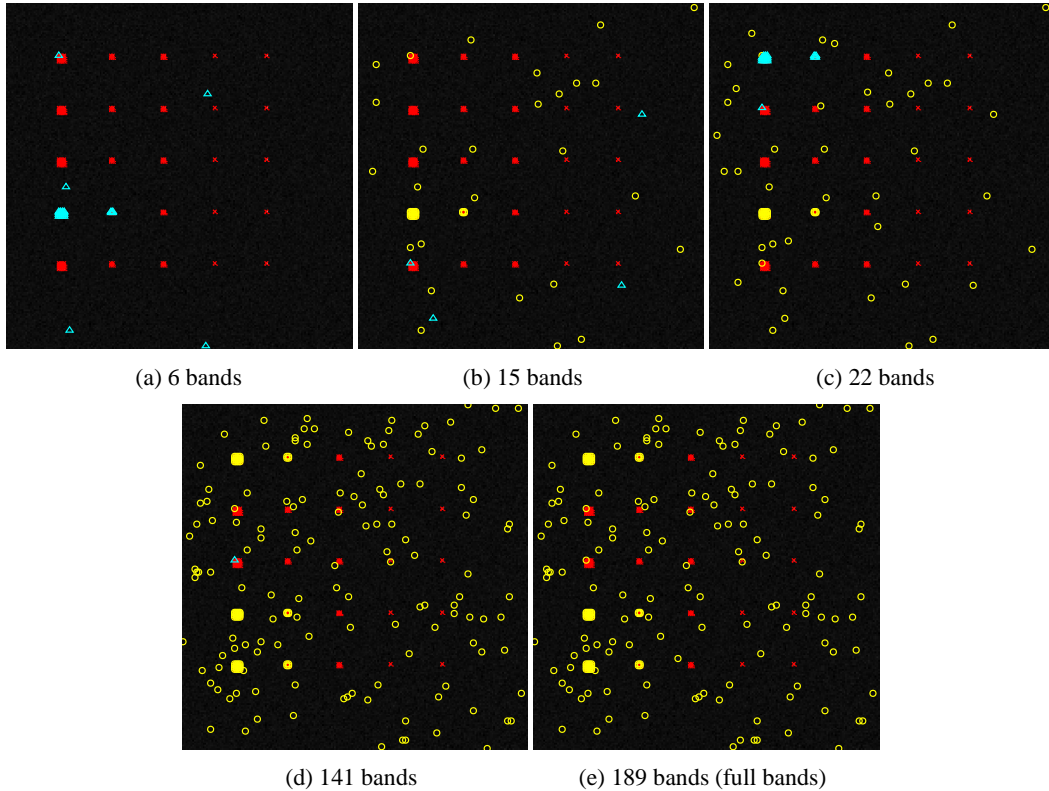 (a) 6 bands
(b) 15 bands
(c) 22 bands
(d) 141 bands
(e) 189 bands (full bands)